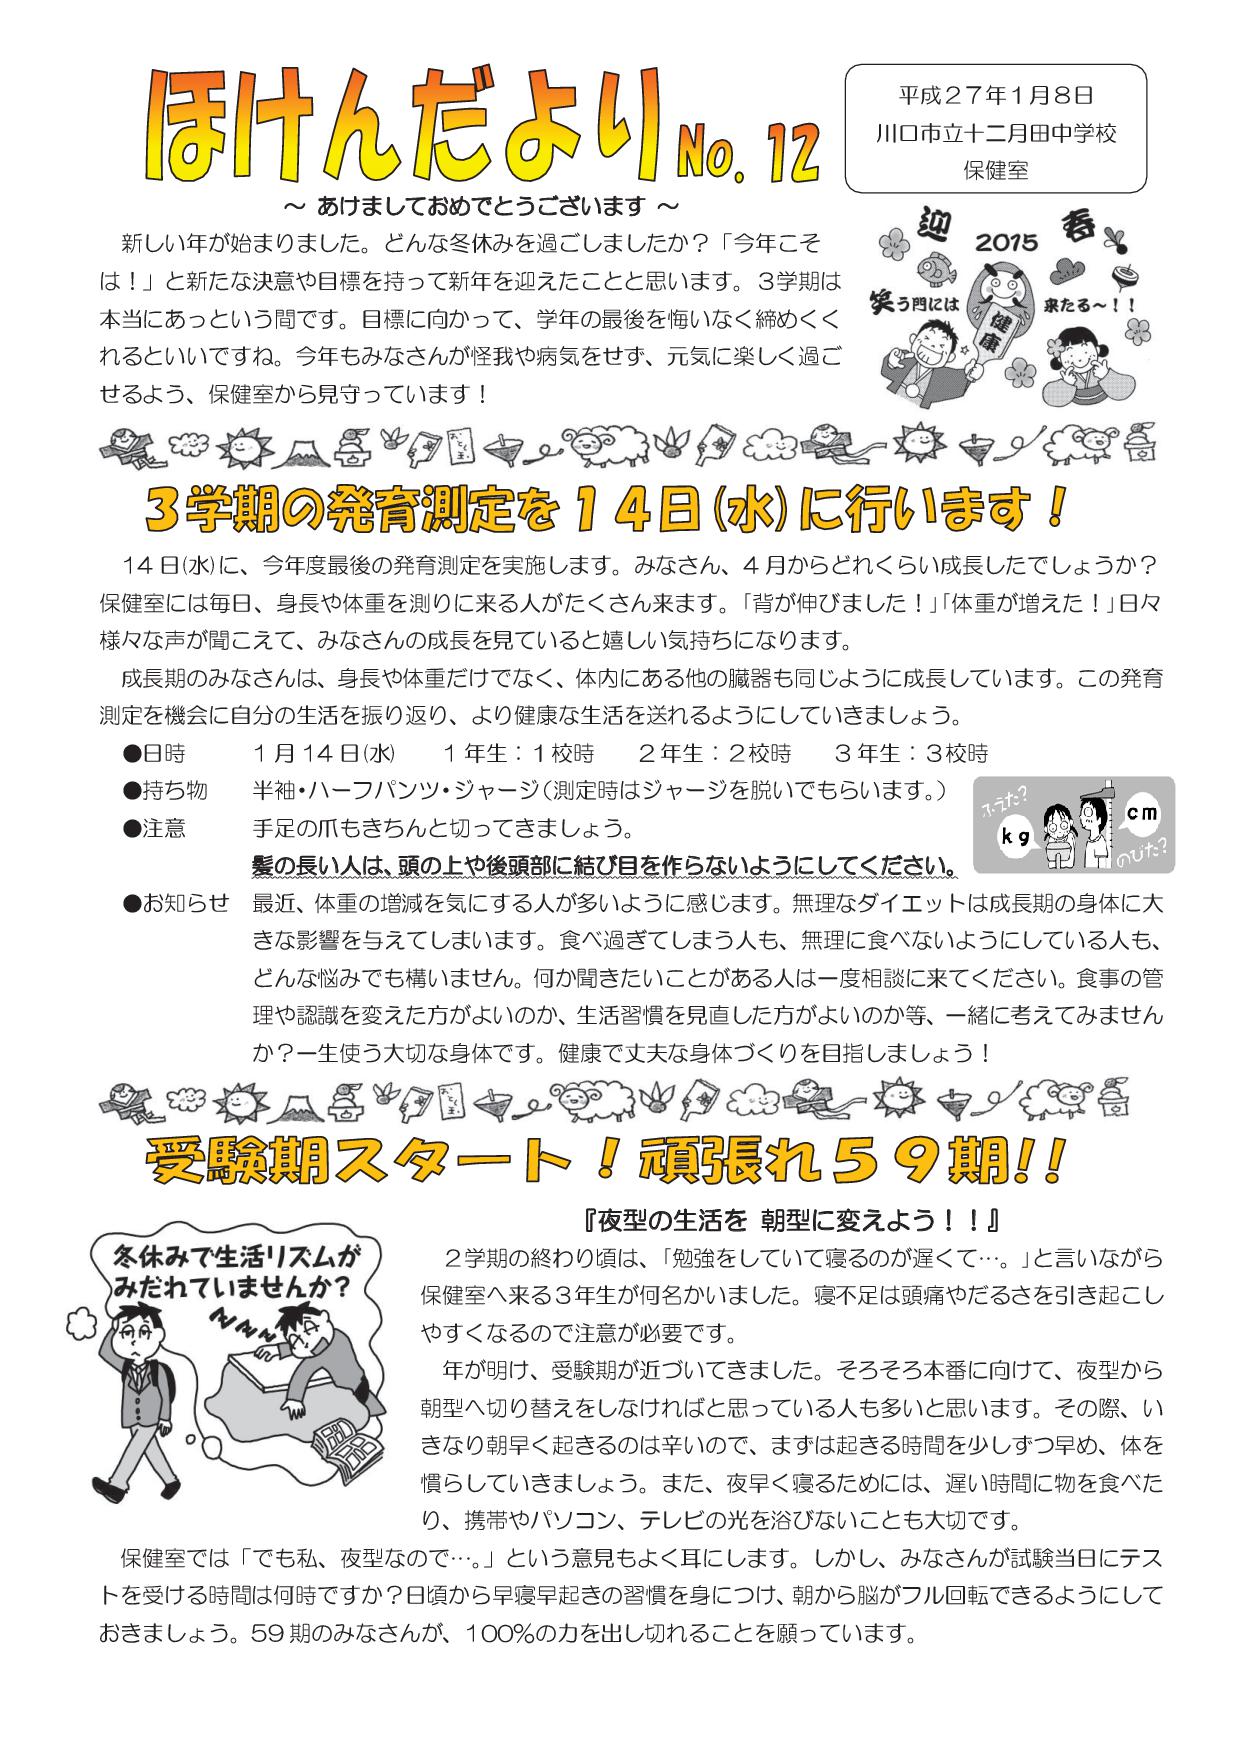 ほけんだより No. 12
平成27年1月8日
川口市立十二月田中学校
保健室
～ あけましておめでとうございます ～
新しい年が始まりました。どんな冬休みを過ごしましたか？「今年こそ
は！」と新たな決意や目標を持って新年を迎えたことと思います。3学期は
本当にあっという間です。目標に向かって、学年の最後を悔いなく締めくく
れるといいですね。今年もみなさんが怪我や病気をせず、元気に楽しく過ご
せるよう、保健室から見守っています！
迎 春
2015
笑う門には
来たる～！！
健康
3学期の発育測定を14日(水)に行います！
14日(水)に、今年度最後の発育測定を実施します。みなさん、4月からどれくらい成長したでしょうか？
保健室には毎日、身長や体重を測りに来る人がたくさん来ます。「背が伸びました！」「体重が増えた！」日々
様々な声が聞こえて、みなさんの成長を見ていると嬉しい気持ちになります。
成長期のみなさんは、身長や体重だけでなく、体内にある他の臓器も同じように成長しています。この発育
測定を機会に自分の生活を振り返り、より健康な生活を送れるようにしていきましょう。
●日時 1月14日(水) 1年生：1校時 2年生：2校時 3年生：3校時
●持ち物 半袖・ハーフパンツ・ジャージ（測定時はジャージを脱いでもらいます。）
●注意 手足の爪もきちんと切ってきましょう。
髪の長い人は、頭の上や後頭部に結び目を作らないようにしてください。
ふえた？
kg
cm
のびた？
●お知らせ 最近、体重の増減を気にする人が多いように感じます。無理なダイエットは成長期の身体に大
きな影響を与えてしまいます。食べ過ぎてしまう人も、無理に食べないようにしている人も、
どんな悩みでも構いません。何か聞きたいことがある人は一度相談に来てください。食事の管
理や認識を変えた方がよいのか、生活習慣を見直した方がよいのか等、一緒に考えてみません
か？一生使う大切な身体です。健康で丈夫な身体づくりを目指しましょう！
受験期スタート！頑張れ59期!!
『夜型の生活を 朝型に変えよう！！』
冬休みで生活リズムが
みだれていませんか？
2学期の終わり頃は、「勉強をしていて寝るのが遅くて…。」と言いながら
保健室へ来る3年生が何名かいました。寝不足は頭痛やだるさを引き起こし
やすくなるので注意が必要です。
年が明け、受験期が近づいてきました。そろそろ本番に向けて、夜型から
朝型へ切り替えをしなければと思っている人も多いと思います。その際、い
きなり朝早く起きるのは辛いので、まずは起きる時間を少しずつ早め、体を
慣らしていきましょう。また、夜早く寝るためには、遅い時間に物を食べた
り、携帯やパソコン、テレビの光を浴びないことも大切です。
保健室では「でも私、夜型なので…。」という意見もよく耳にします。しかし、みなさんが試験当日にテス
トを受ける時間は何時ですか？日頃から早寝早起きの習慣を身につけ、朝から脳がフル回転できるようにして
おきましょう。59期のみなさんが、100％の力を出し切れることを願っています。